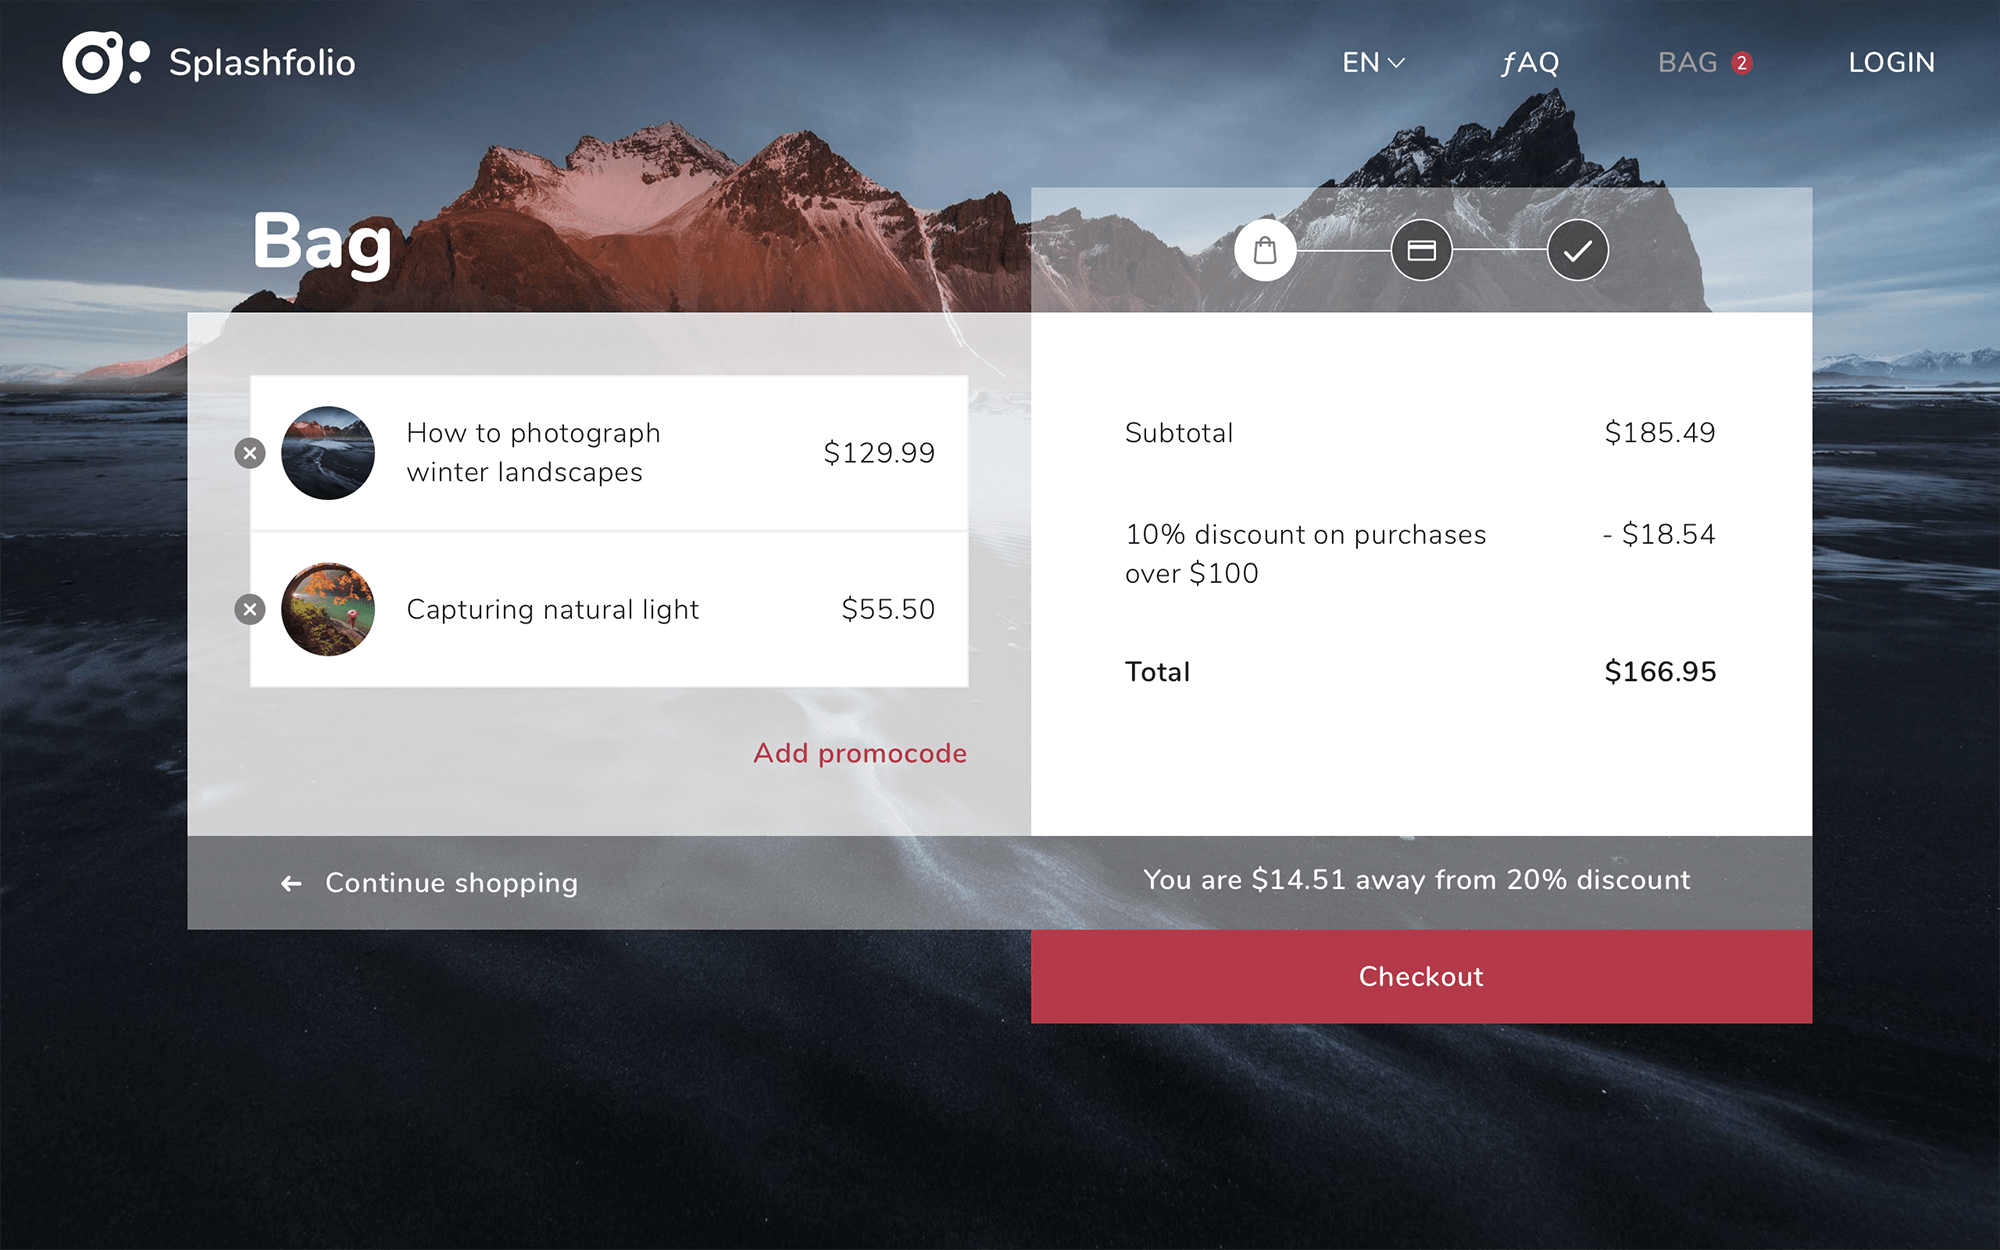 Splashfolio
EN
ƒAQ
BAG 2
LOGIN
Bag
How to photograph
winter landscapes
$129.99
Capturing natural light
$55.50
Add promocode
Subtotal
$185.49
10% discount on purchases
over $100
- $18.54
Total
$166.95
Continue shopping
You are $14.51 away from 20% discount
Checkout